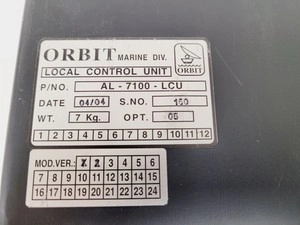 ORBIT MARINE DIV.
ORBIT
LOCAL CONTROL UNIT
P/NO. AL - 7100 - LCU
DATE 04/04 S.NO. 160
WT. 7 Kg. OPT. 06
1 2 3 4 5 6 7 8 9 10 11 12
MOD.VER.: 1 2 3 4 5 6
7 8 9 10 11 12 13 14 15
16 17 18 19 20 21 22 23 24